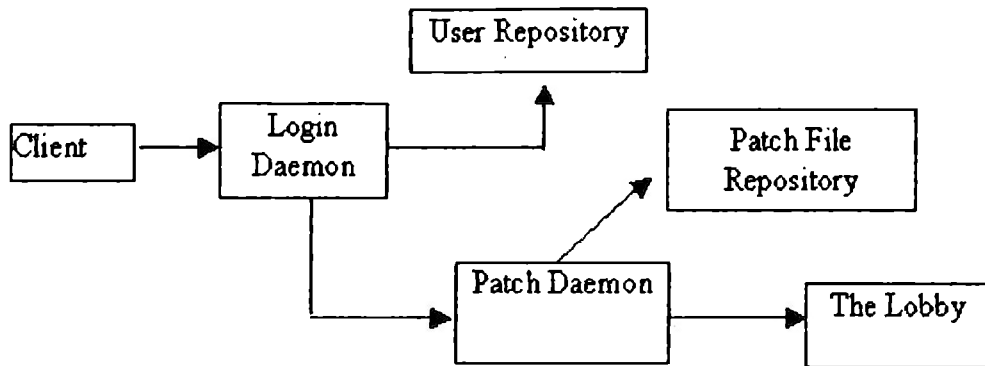 User Repository
Client
Login
Daemon
Patch File
Repository
Patch Daemon
The Lobby